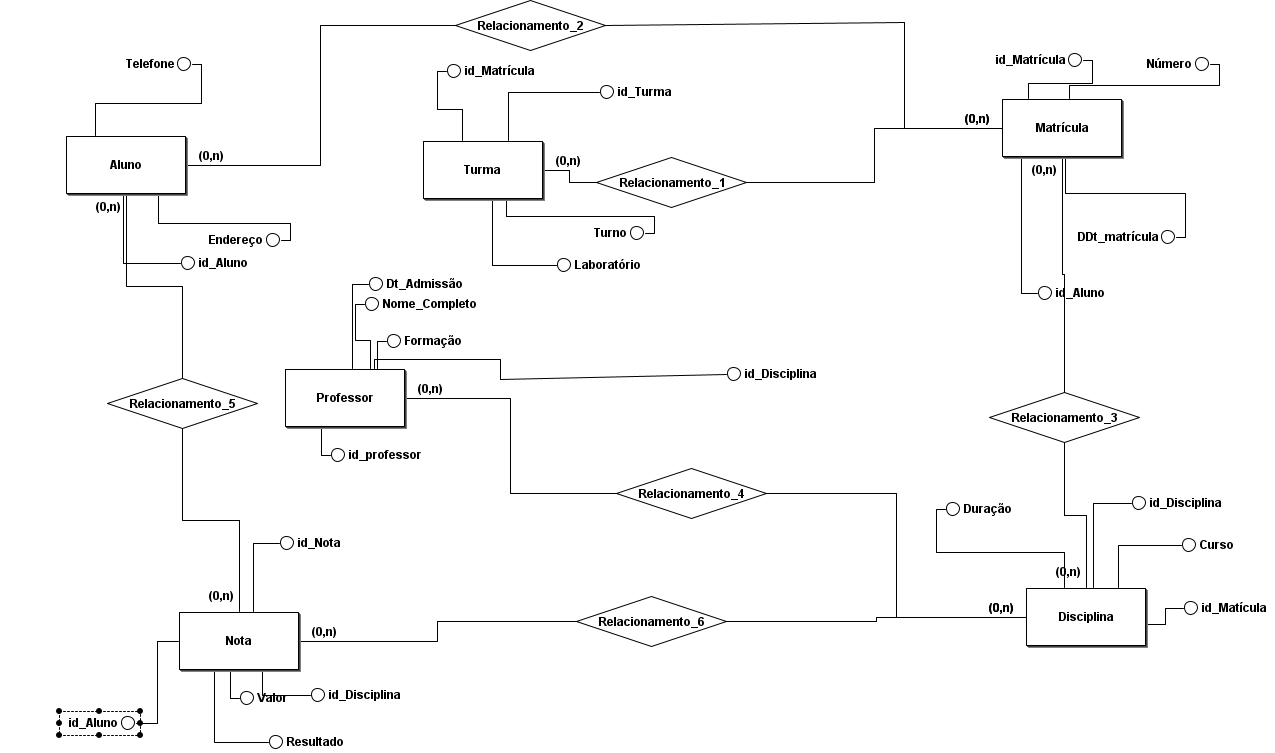 Relacionamento_2
Telefone
id_Matrícula
id_Turma
id_Matrícula
Número
(0,n)
Matrícula
Aluno
(0,n)
Turma
(0,n)
Relacionamento_1
(0,n)
(0,n)
Endereço
id_Aluno
Turno
Laboratório
DDt_matrícula
id_Aluno
Dt_Admissão
Nome_Completo
Formação
id_Disciplina
Professor
(0,n)
Relacionamento_5
Relacionamento_3
id_professor
Relacionamento_4
Duração
id_Disciplina
id_Nota
Curso
(0,n)
(0,n)
(0,n)
Disciplina
id_Matícula
Relacionamento_6
Nota
(0,n)
Valor
id_Disciplina
id_Aluno
Resultado